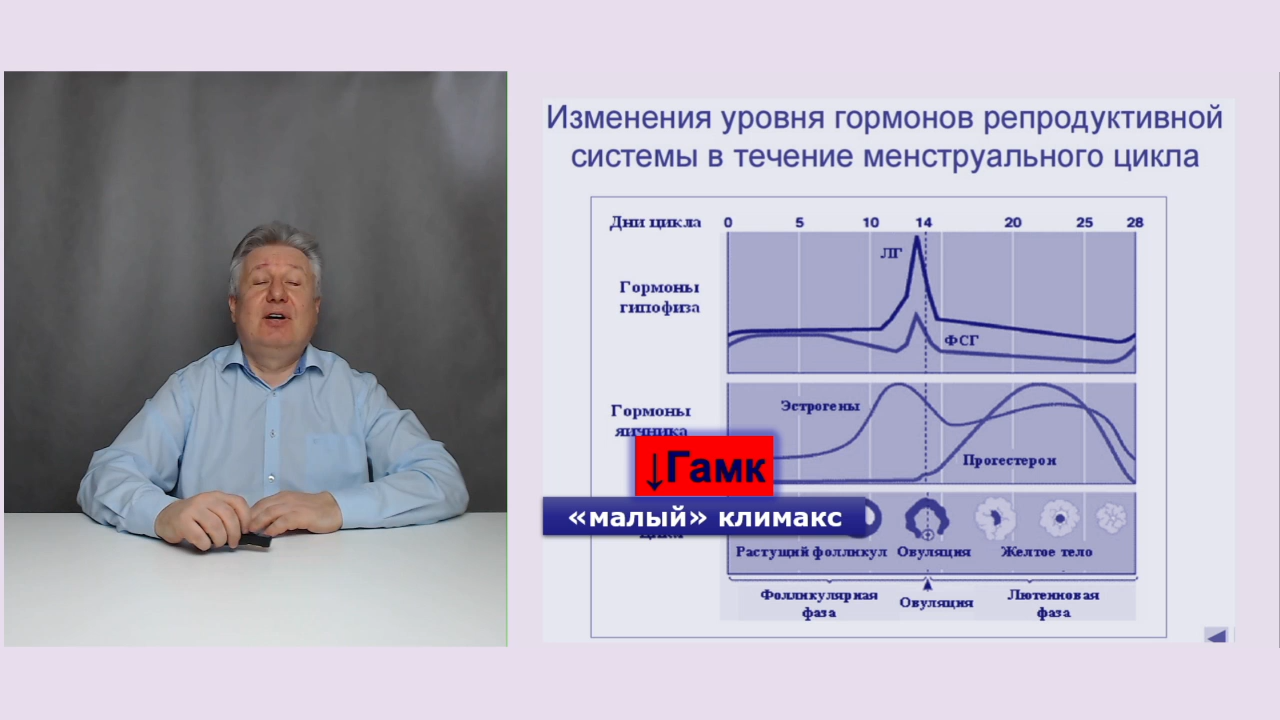 Изменения уровня гормонов репродуктивной
системы в течение менструального цикла
Дни цикла 0 5 10 14 20 25 28
ЛГ
Гормоны
гипофиза
ФСГ
Гормоны
яичника
Эстрогены
Прогестерон
↓Гамк
«малый» климакс
Растущий фолликул Овуляция Желтое тело
Фолликулярная
фаза
Овуляция
Лютеиновая
фаза